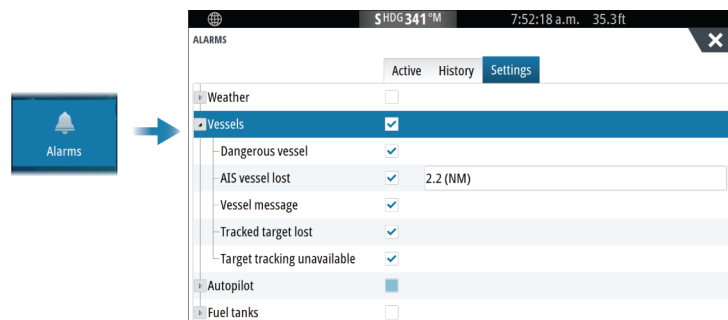 S HDG 341 °M 7:52:18 a.m. 35.3ft
ALARMS
Active History Settings
Weather
Vessels
Dangerous vessel
AIS vessel lost 2.2 (NM)
Vessel message
Tracked target lost
Target tracking unavailable
Autopilot
Fuel tanks
Alarms